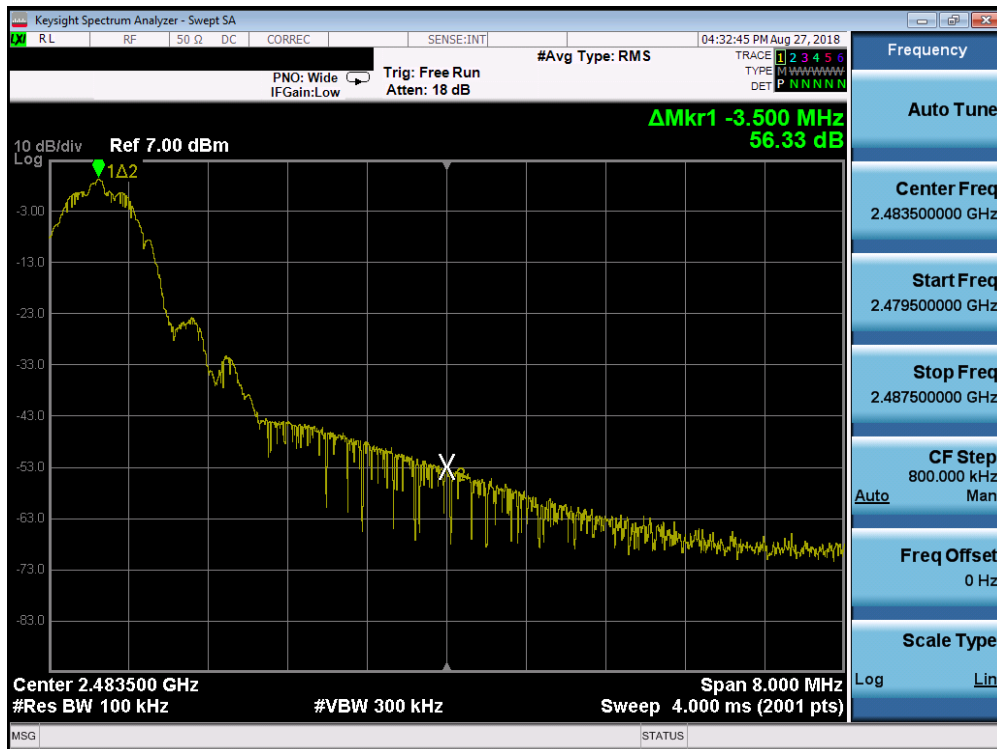 Keysight Spectrum Analyzer - Swept SA
LXI RL RF 50 Ω DC CORREC SENSE:INT 04:32:45 PM Aug 27, 2018
#Avg Type: RMS
TRACE 1 2 3 4 5 6
PNO: Wide Trig: Free Run TYPE M WWWWW
IFGain:Low Atten: 18 dB DET P N N N N N
ΔMkr1 -3.500 MHz
56.33 dB
10 dB/div Ref 7.00 dBm
Log
1Δ2
-3.00
-13.0
-23.0
-33.0
-43.0
-53.0
X2
-63.0
-73.0
-83.0
Center 2.483500 GHz Span 8.000 MHz
#Res BW 100 kHz #VBW 300 kHz Sweep 4.000 ms (2001 pts)
MSG STATUS
Frequency
Auto Tune
Center Freq
2.483500000 GHz
Start Freq
2.479500000 GHz
Stop Freq
2.487500000 GHz
CF Step
800.000 kHz
Auto Man
Freq Offset
0 Hz
Scale Type
Log Lin